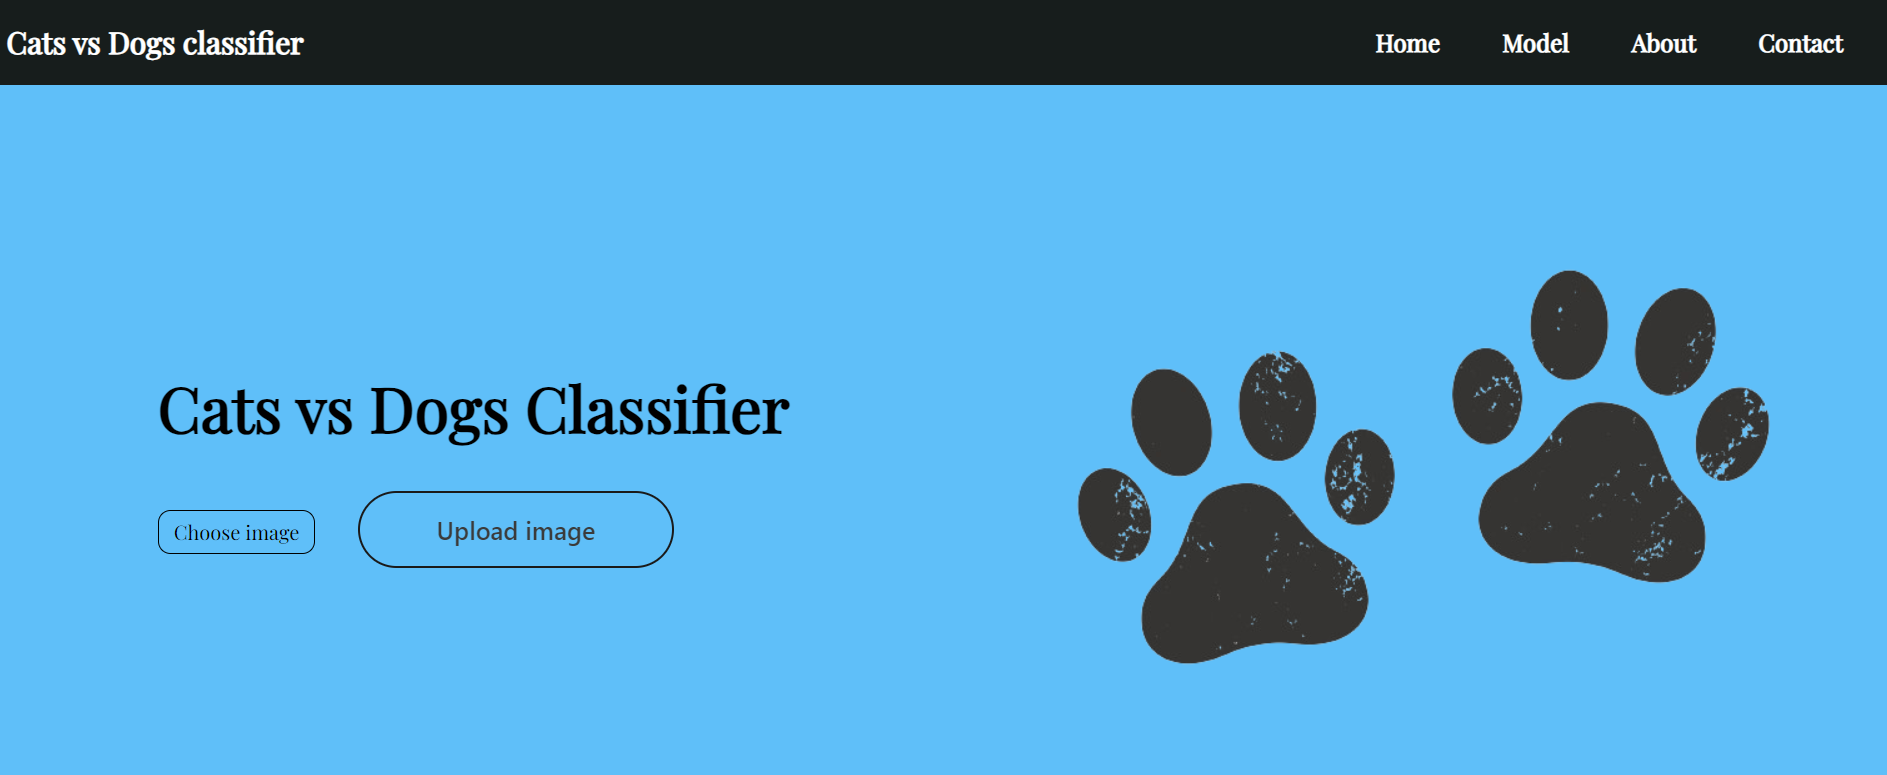 Cats vs Dogs classifier
Home Model About Contact
Cats vs Dogs Classifier
Choose image
Upload image